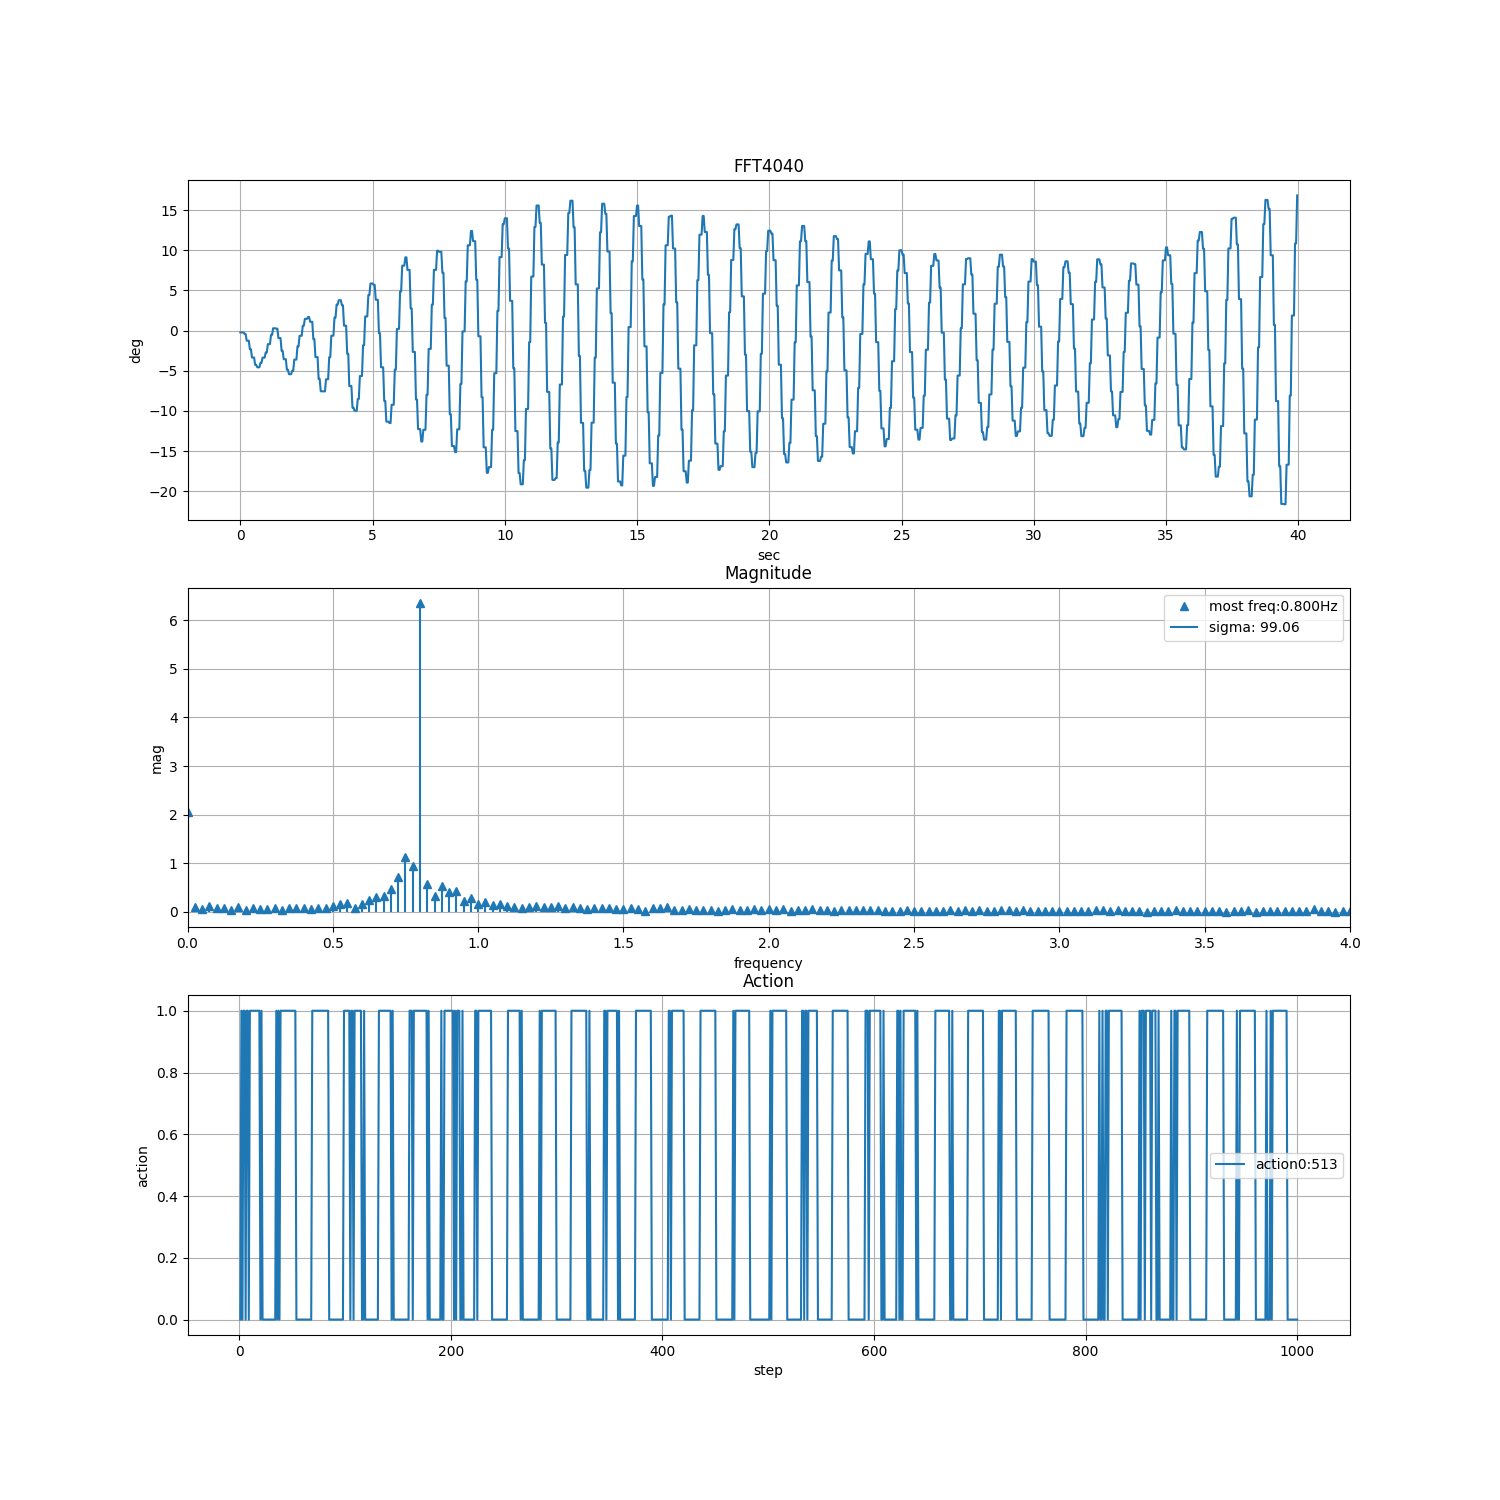 FFT4040
15
10
5
0
−5
−10
−15
−20
deg
0 5 10 15 20 25 30 35 40
sec
Magnitude
most freq:0.800Hz
sigma: 99.06
6
5
4
3
2
1
0
mag
0.0 0.5 1.0 1.5 2.0 2.5 3.0 3.5 4.0
frequency
Action
1.0
0.8
0.6
0.4
0.2
0.0
action
action0:513
0 200 400 600 800 1000
step